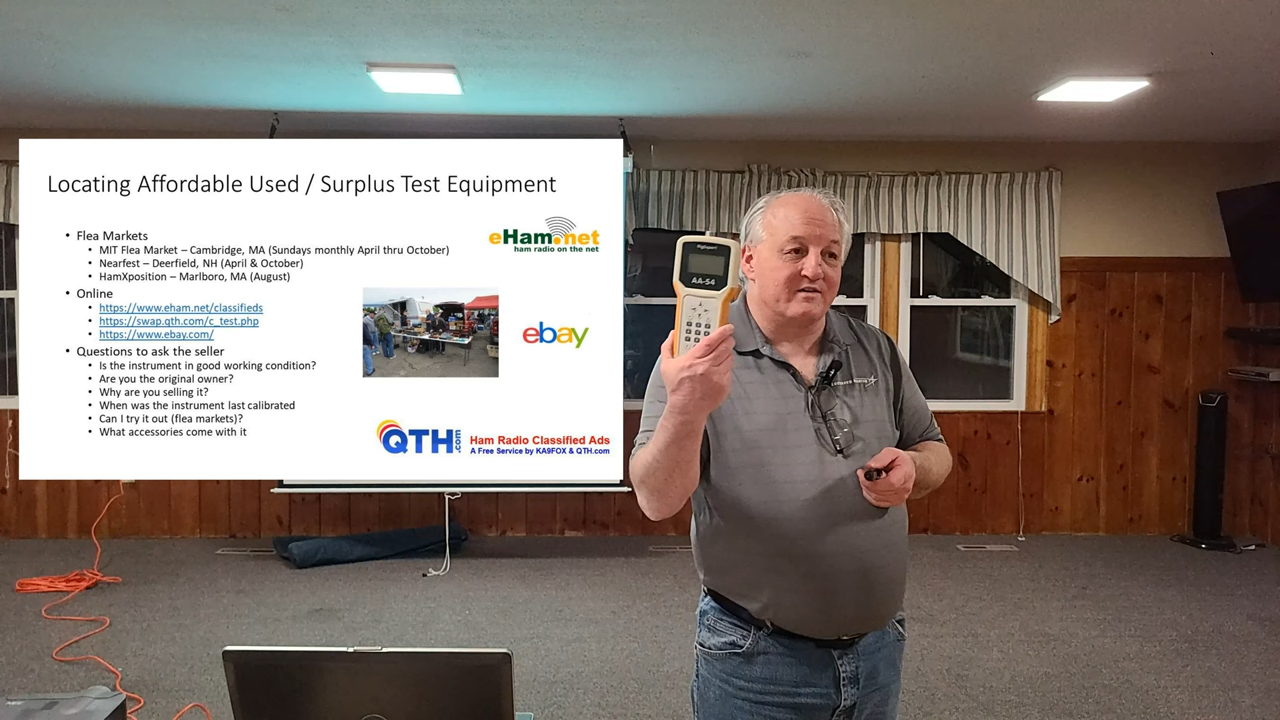 Locating Affordable Used / Surplus Test Equipment
• Flea Markets
• MIT Flea Market – Cambridge, MA (Sundays monthly April thru October)
• Nearfest – Deerfield, NH (April & October)
• HamXposition – Marlboro, MA (August)
• Online
• https://www.eham.net/classifieds
• https://swap.qth.com/c_test.php
• https://www.ebay.com/
• Questions to ask the seller
• Is the instrument in good working condition?
• Are you the original owner?
• Why are you selling it?
• When was the instrument last calibrated
• Can I try it out (flea markets)?
• What accessories come with it
eHam.net
ham radio on the net
ebay
QTH.com
Ham Radio Classified Ads
A Free Service by KA9FOX & QTH.com
RigExpert
AA-54